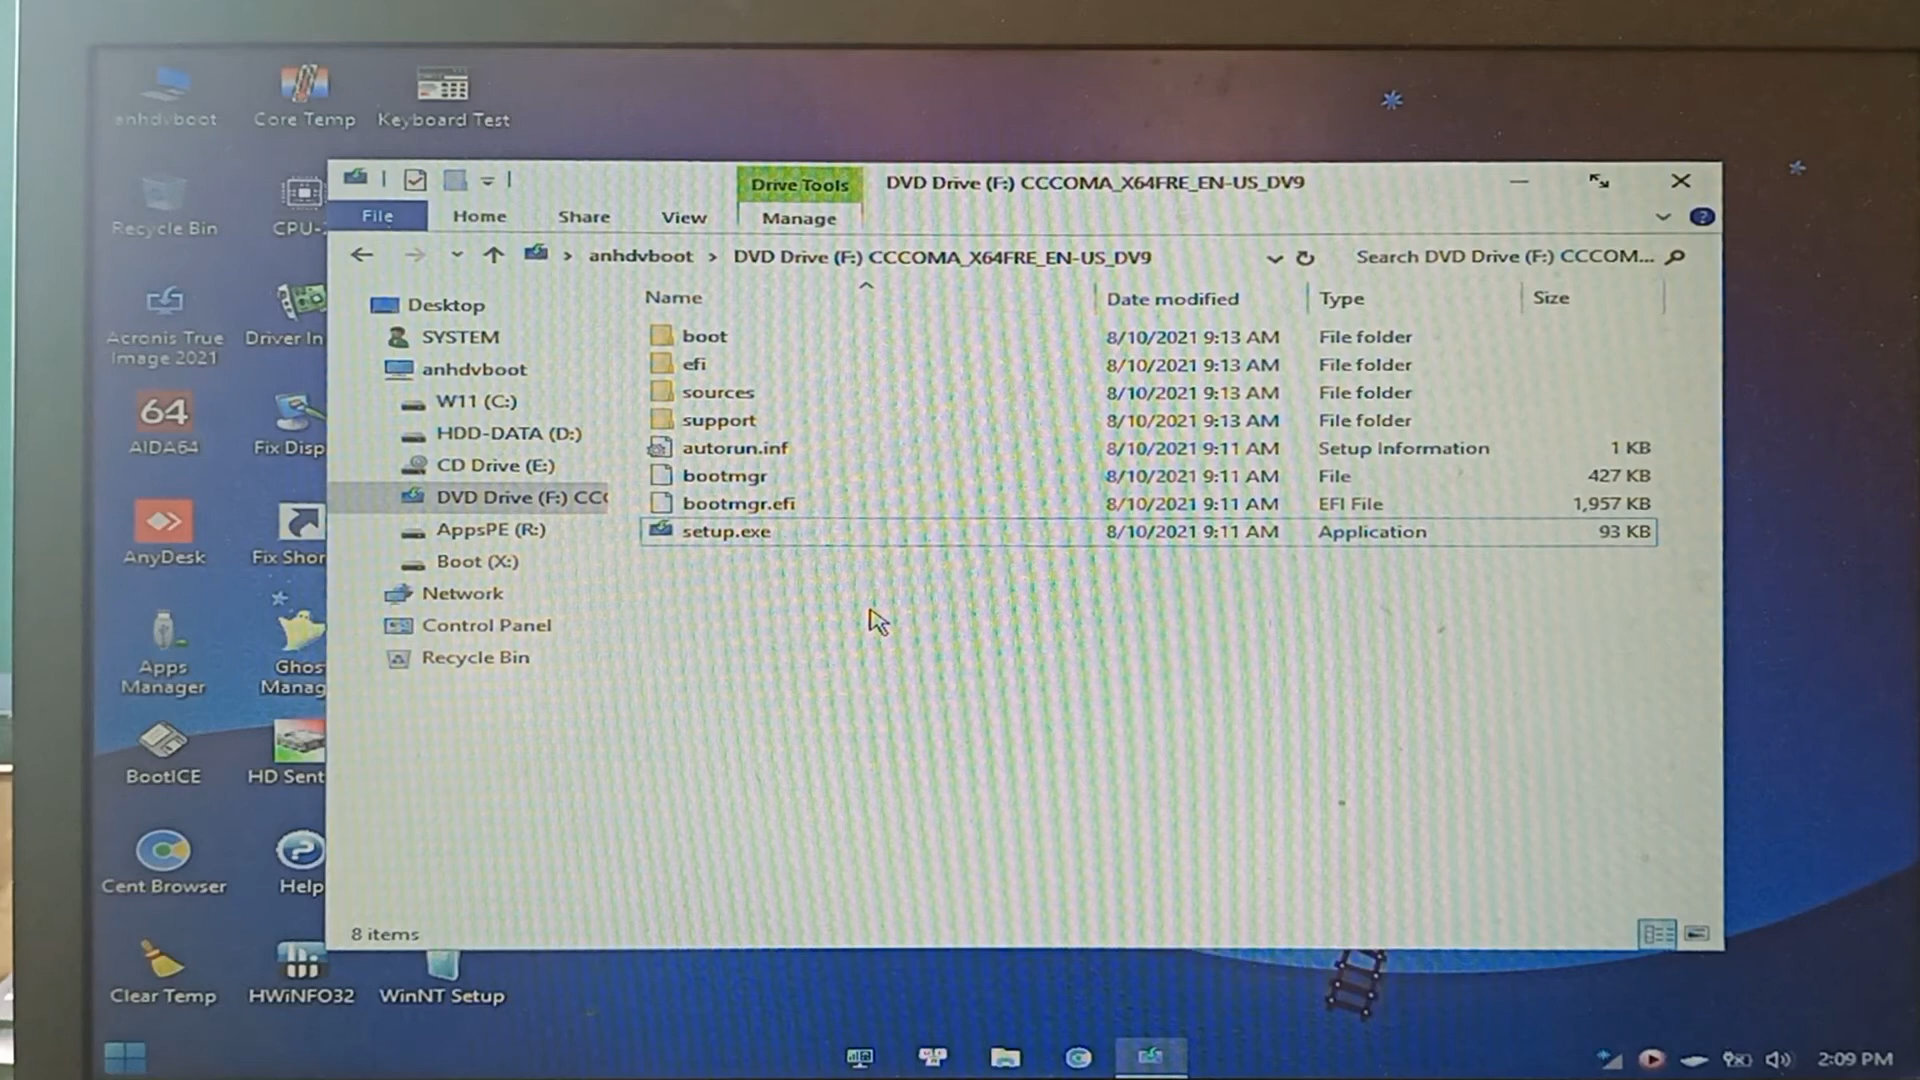 anhdvboot
Core Temp
Keyboard Test
Recycle Bin
CPU-
Acronis True
Image 2021
Driver In
64
AIDA64
Fix Disp
AnyDesk
Fix Shor
Apps
Manager
Ghos
Manag
BootICE
HD Sent
Cent Browser
Help
Clear Temp
HWiNFO32
WinNT Setup
Drive Tools
DVD Drive (F:) CCCOMA_X64FRE_EN-US_DV9
File
Home
Share
View
Manage
anhdvboot > DVD Drive (F:) CCCOMA_X64FRE_EN-US_DV9
Search DVD Drive (F:) CCCOM...
Desktop
SYSTEM
anhdvboot
W11 (C:)
HDD-DATA (D:)
CD Drive (E:)
DVD Drive (F:) CCC
AppsPE (R:)
Boot (X:)
Network
Control Panel
Recycle Bin
Name Date modified Type Size
boot 8/10/2021 9:13 AM File folder
efi 8/10/2021 9:13 AM File folder
sources 8/10/2021 9:13 AM File folder
support 8/10/2021 9:13 AM File folder
autorun.inf 8/10/2021 9:11 AM Setup Information 1 KB
bootmgr 8/10/2021 9:11 AM File 427 KB
bootmgr.efi 8/10/2021 9:11 AM EFI File 1,957 KB
setup.exe 8/10/2021 9:11 AM Application 93 KB
8 items
2:09 PM